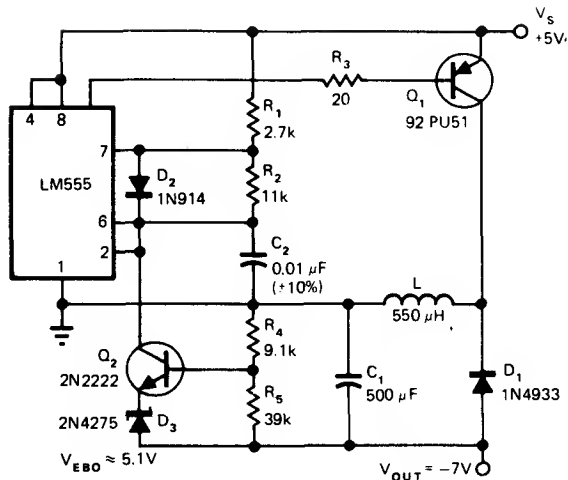 V_S
+5V
R_3
20
Q_1
92 PU51
4 8
R_1
2.7k
7
LM555
D_2
1N914
R_2
11k
6
2
C_2
0.01 µF
(±10%)
1
L
550 µH
R_4
9.1k
Q_2
2N2222
C_1
500 µF
D_1
1N4933
2N4275
D_3
R_5
39k
V_EBO ≈ 5.1V
V_OUT = −7V